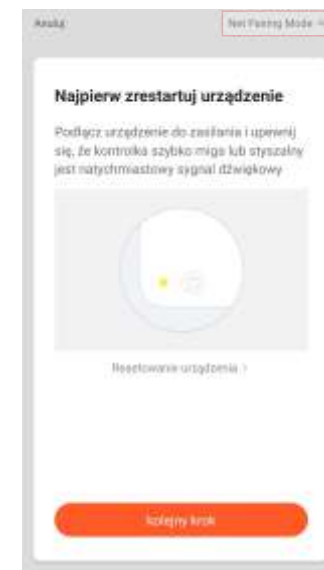 Anuluj
Net Pairing Mode
Najpierw zrestartuj urządzenie
Podłącz urządzenie do zasilania i upewnij
się, że kontrolka szybko miga lub styszalny
jest natychmiastowy sygnał dźwiękowy
Resetowanie urządzenia >
kolejny krok